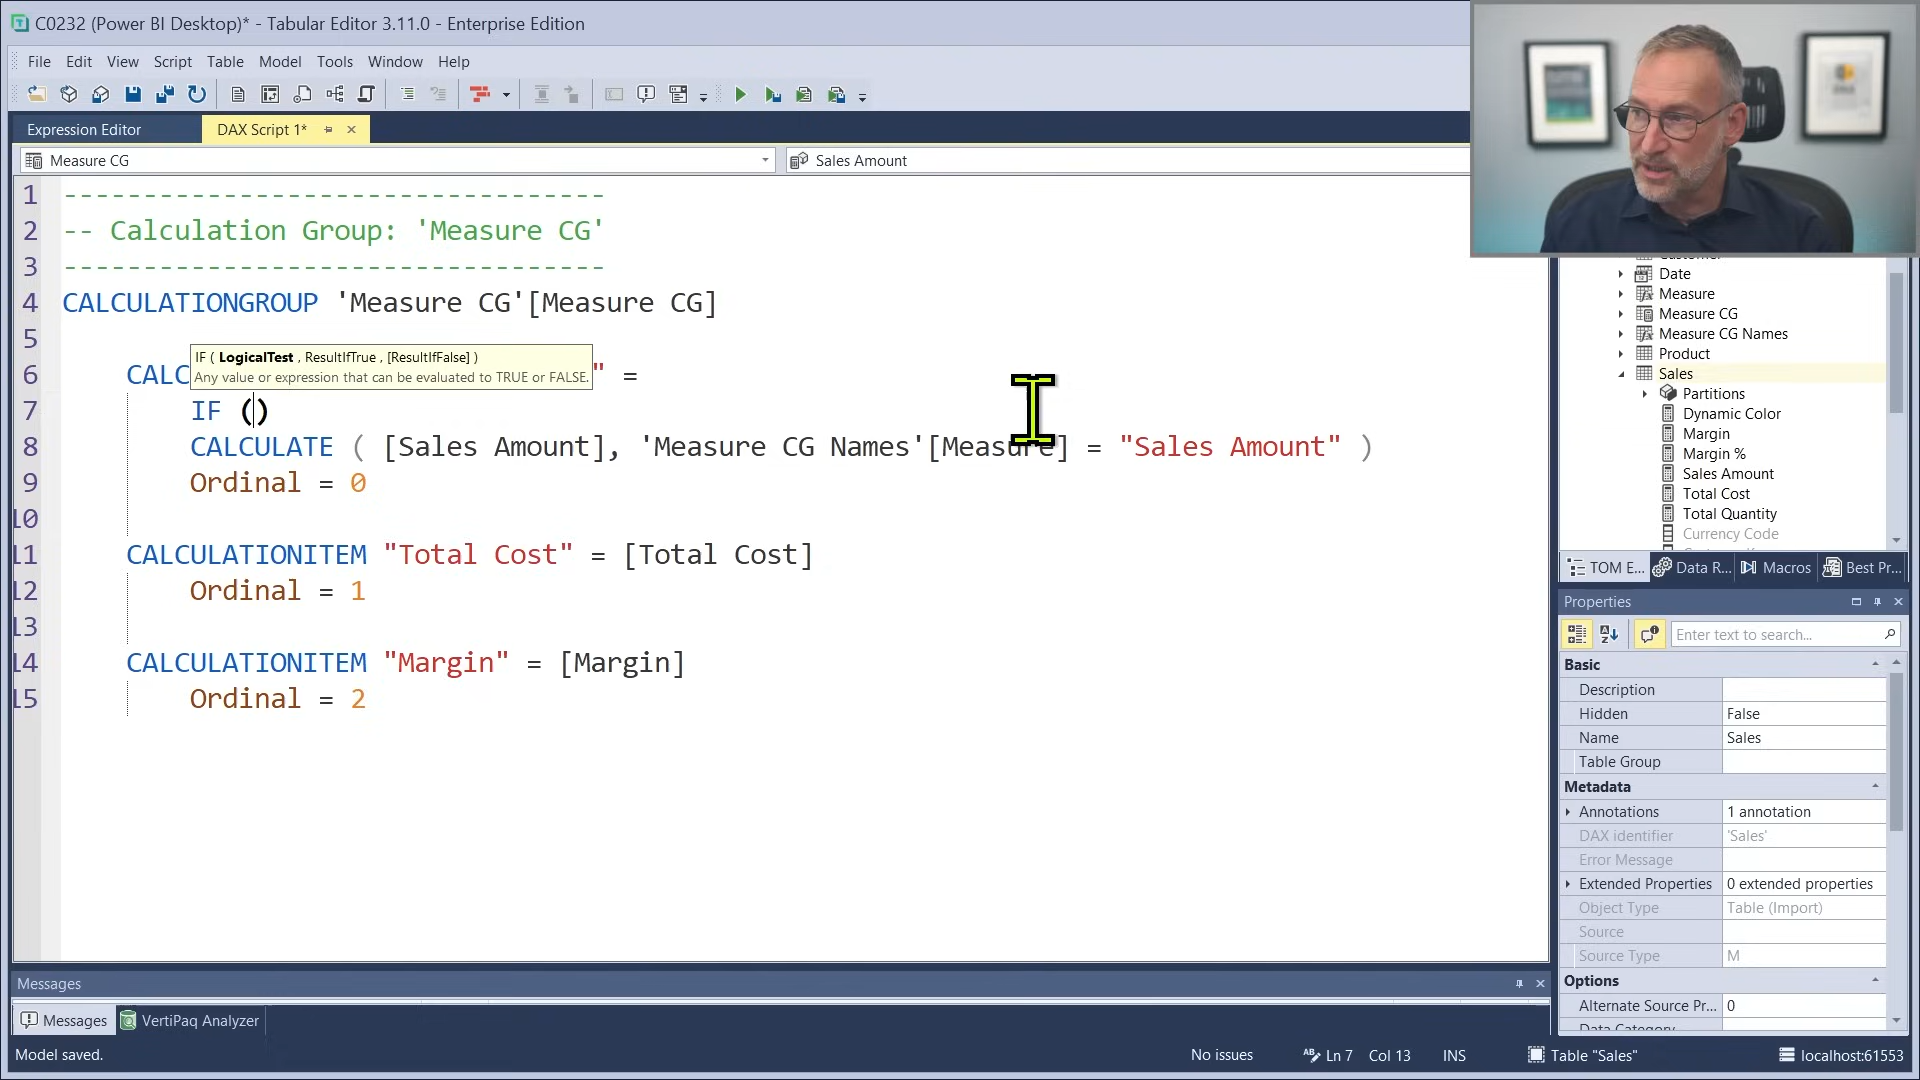 C0232 (Power BI Desktop)* - Tabular Editor 3.11.0 - Enterprise Edition
File Edit View Script Table Model Tools Window Help
Expression Editor DAX Script 1*
Measure CG Sales Amount
1 ----------------------------------
2 -- Calculation Group: 'Measure CG'
3 ----------------------------------
4 CALCULATIONGROUP 'Measure CG'[Measure CG]
5
IF ( LogicalTest , ResultIfTrue , [ResultIfFalse] )
Any value or expression that can be evaluated to TRUE or FALSE.
6 CALC " =
7 IF ()
8 CALCULATE ( [Sales Amount], 'Measure CG Names'[Measure] = "Sales Amount" )
9 Ordinal = 0
10
11 CALCULATIONITEM "Total Cost" = [Total Cost]
12 Ordinal = 1
13
14 CALCULATIONITEM "Margin" = [Margin]
15 Ordinal = 2
Date
Measure
Measure CG
Measure CG Names
Product
Sales
Partitions
Dynamic Color
Margin
Margin %
Sales Amount
Total Cost
Total Quantity
Currency Code
TOM E... Data R... Macros Best Pr...
Properties
Enter text to search...
Basic
Description
Hidden False
Name Sales
Table Group
Metadata
Annotations 1 annotation
DAX identifier 'Sales'
Error Message
Extended Properties 0 extended properties
Object Type Table (Import)
Source
Source Type M
Options
Alternate Source Pr... 0
Data Category
Messages
Messages VertiPaq Analyzer
Model saved. No issues Ln 7 Col 13 INS Table "Sales" localhost:61553